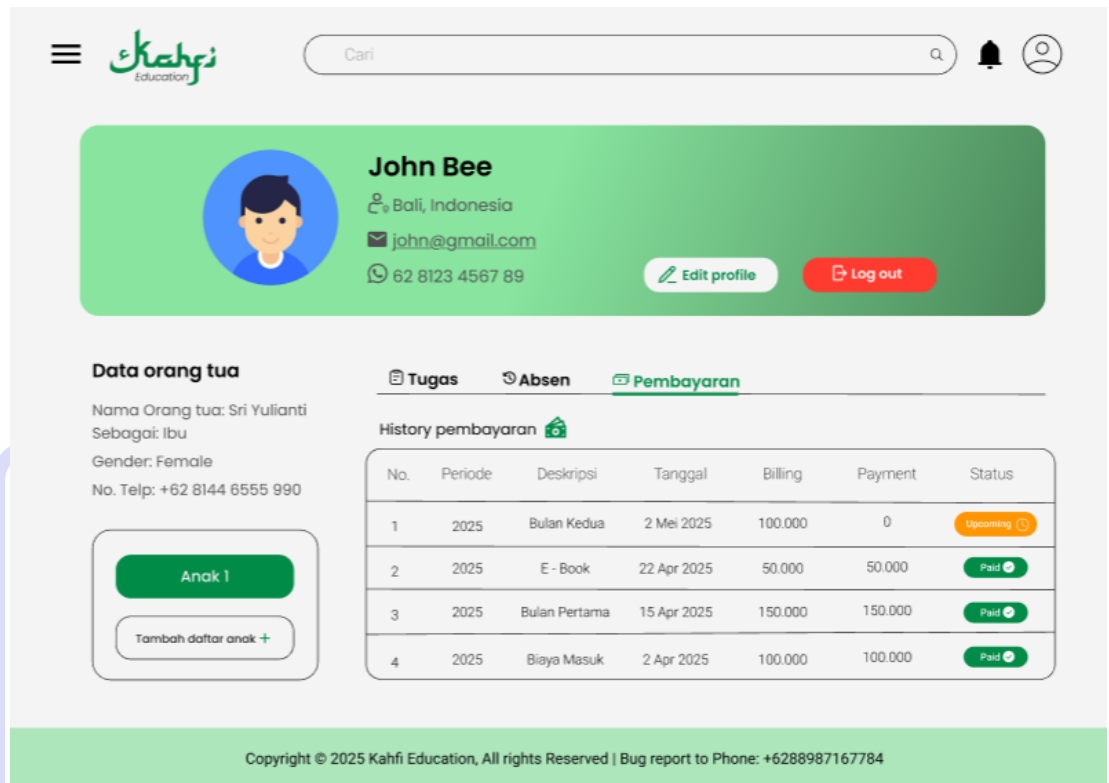 Kahfi
Education
Cari
John Bee
Bali, Indonesia
john@gmail.com
62 8123 4567 89
Edit profile
Log out
Data orang tua
Nama Orang tua: Sri Yulianti
Sebagai: Ibu
Gender: Female
No. Telp: +62 8144 6555 990
Anak 1
Tambah daftar anak +
Tugas Absen Pembayaran
History pembayaran
No. Periode Deskripsi Tanggal Billing Payment Status
1 2025 Bulan Kedua 2 Mei 2025 100.000 0 Upcoming
2 2025 E - Book 22 Apr 2025 50.000 50.000 Paid
3 2025 Bulan Pertama 15 Apr 2025 150.000 150.000 Paid
4 2025 Biaya Masuk 2 Apr 2025 100.000 100.000 Paid
Copyright © 2025 Kahfi Education, All rights Reserved | Bug report to Phone: +6288987167784